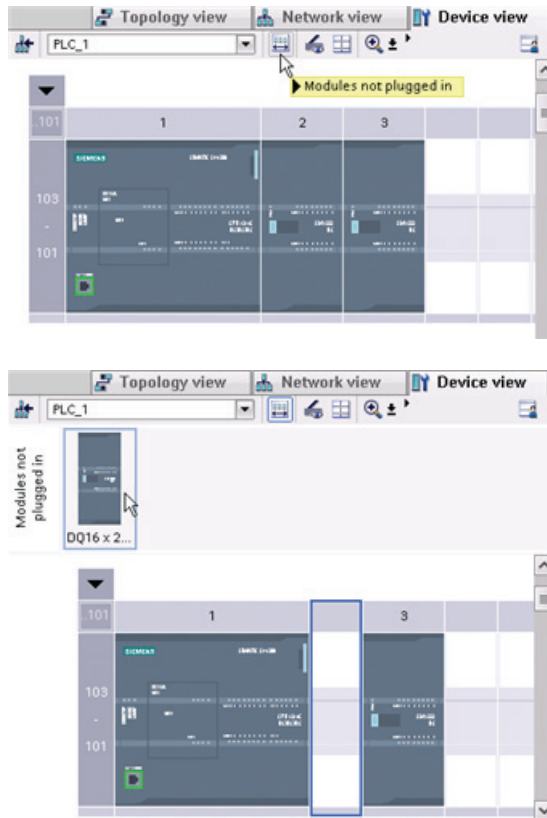 Topology view Network view Device view
PLC_1
Modules not plugged in
..101 1 2 3
SIEMENS
103
-
101
Topology view Network view Device view
PLC_1
Modules not
plugged in
DQ16 x 2...
..101 1 3
SIEMENS
103
-
101